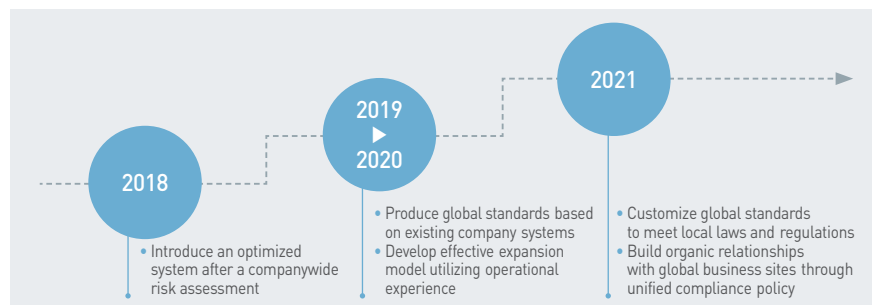 2018
• Introduce an optimized
system after a companywide
risk assessment
2019
▶
2020
• Produce global standards based
on existing company systems
• Develop effective expansion
model utilizing operational
experience
2021
• Customize global standards
to meet local laws and regulations
• Build organic relationships
with global business sites through
unified compliance policy